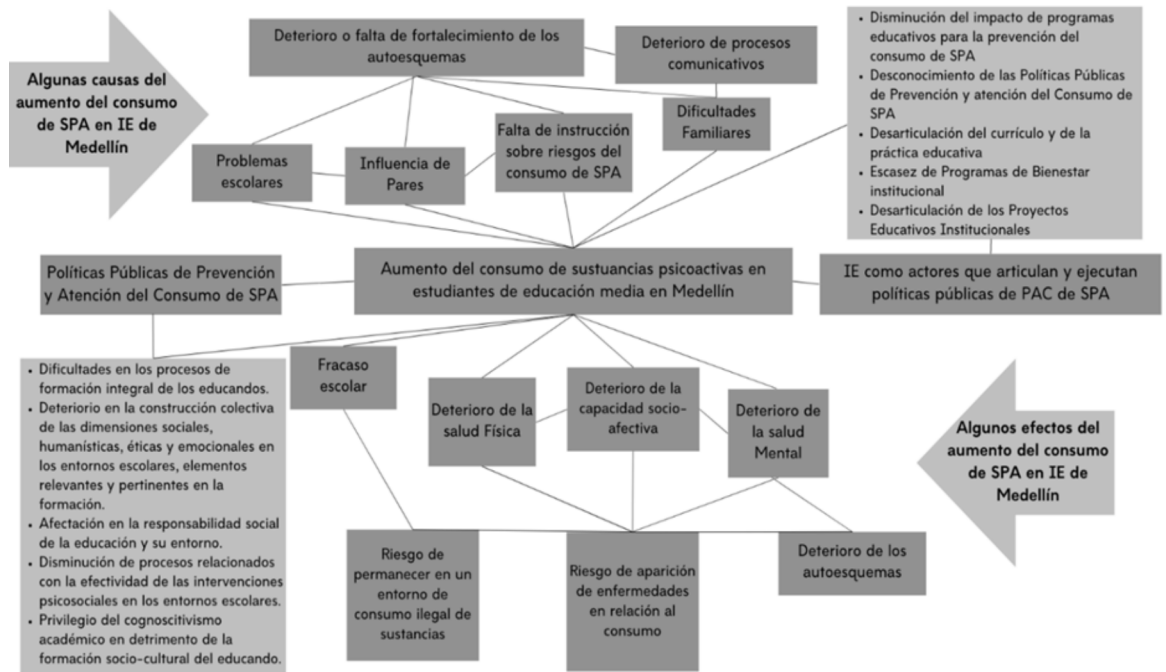 Algunas causas del
aumento del consumo
de SPA en IE de
Medellín
Deterioro o falta de fortalecimiento de los
autoesquemas
Deterioro de procesos
comunicativos
Problemas
escolares
Influencia de
Pares
Falta de instrucción
sobre riesgos del
consumo de SPA
Dificultades
Familiares
• Disminución del impacto de programas
educativos para la prevención del
consumo de SPA
• Desconocimiento de las Políticas Públicas
de Prevención y atención del Consumo de
SPA
• Desarticulación del currículo y de la
práctica educativa
• Escasez de Programas de Bienestar
institucional
• Desarticulación de los Proyectos
Educativos Institucionales
Políticas Públicas de Prevención
y Atención del Consumo de SPA
Aumento del consumo de sustancias psicoactivas en
estudiantes de educación media en Medellín
IE como actores que articulan y ejecutan
políticas públicas de PAC de SPA
• Dificultades en los procesos de
formación integral de los educandos.
• Deteriorio en la construcción colectiva
de las dimensiones sociales,
humanísticas, éticas y emocionales en
los entornos escolares, elementos
relevantes y pertinentes en la
formación.
• Afectación en la responsabilidad social
de la educación y su entorno.
• Disminución de procesos relacionados
con la efectividad de las intervenciones
psicosociales en los entornos escolares.
• Privilegio del cognoscitivismo
académico en detrimento de la
formación socio-cultural del educando.
Fracaso
escolar
Deterioro de la
salud Física
Deterioro de la
capacidad socio-
afectiva
Deterioro de
la salud
Mental
Algunos efectos del
aumento del consumo
de SPA en IE de
Medellín
Riesgo de
permanecer en un
entorno de
consumo ilegal de
sustancias
Riesgo de aparición
de enfermedades
en relación al
consumo
Deterioro de los
autoesquemas